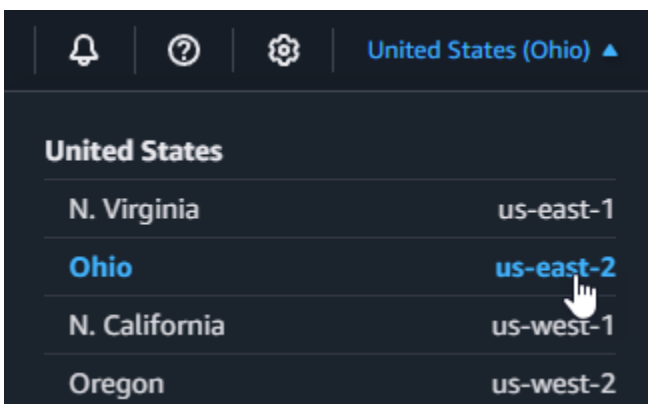 United States (Ohio)
United States
N. Virginia us-east-1
Ohio us-east-2
N. California us-west-1
Oregon us-west-2